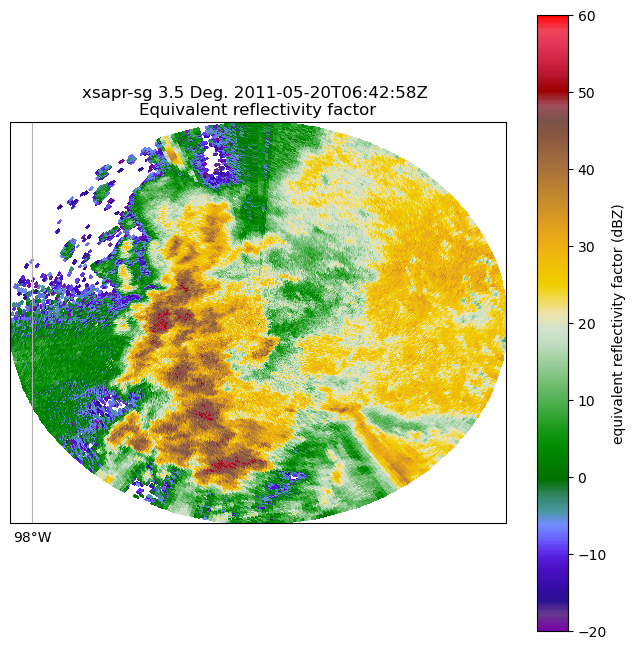 xsapr-sg 3.5 Deg. 2011-05-20T06:42:58Z
Equivalent reflectivity factor
98°W
60
50
40
30
20
10
0
−10
−20
equivalent reflectivity factor (dBZ)